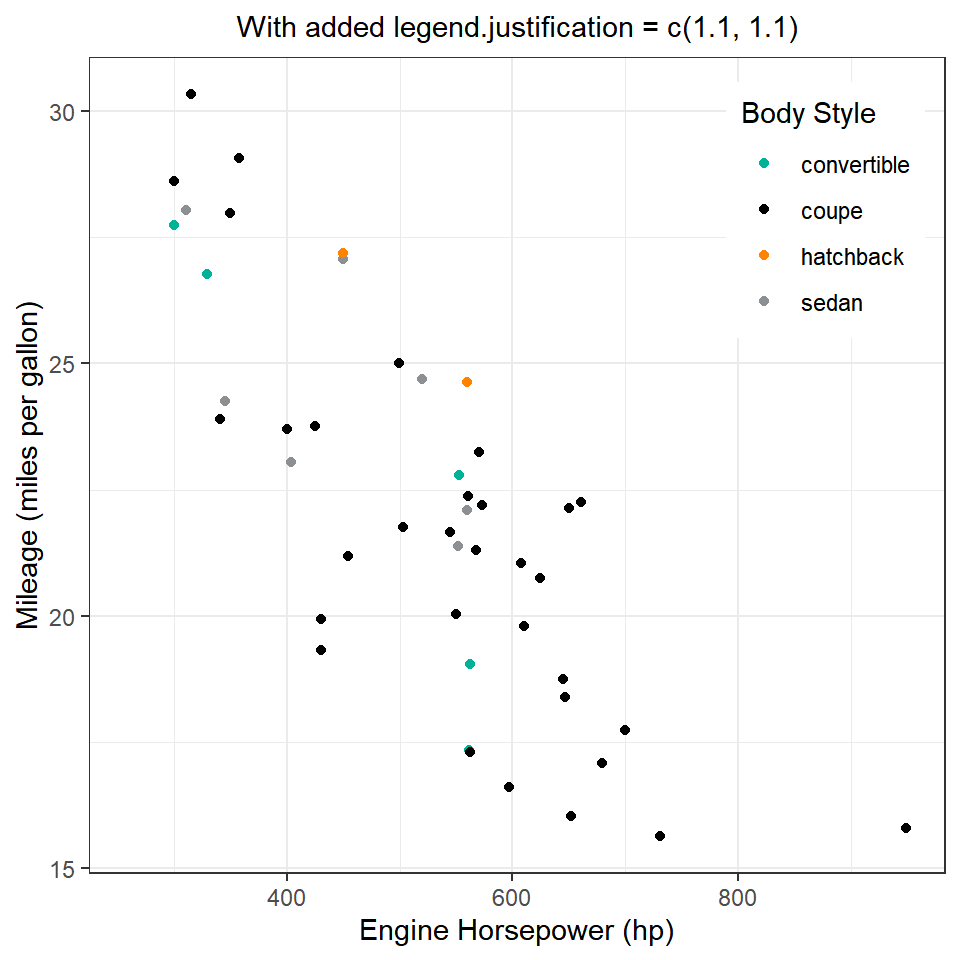 With added legend.justification = c(1.1, 1.1)
Body Style
convertible
coupe
hatchback
sedan
Mileage (miles per gallon)
30
25
20
15
400 600 800
Engine Horsepower (hp)